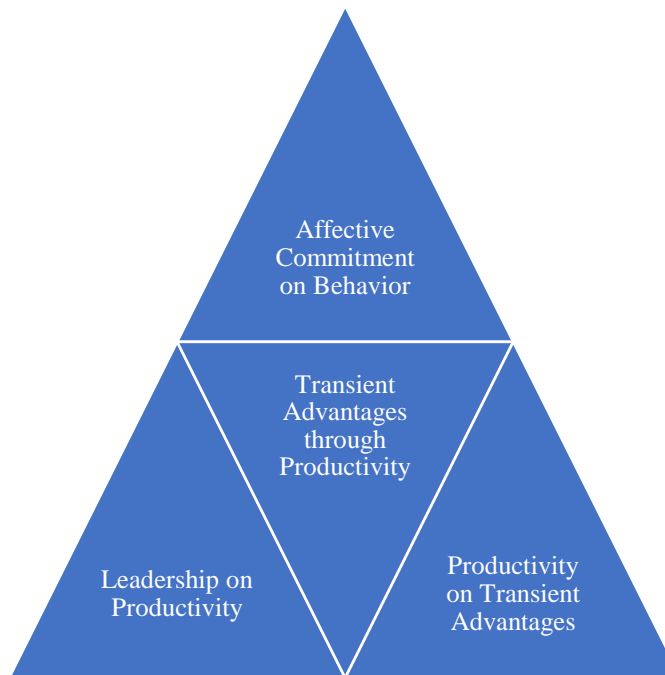 Affective
Commitment
on Behavior
Transient
Advantages
through
Productivity
Leadership on
Productivity
Productivity
on Transient
Advantages